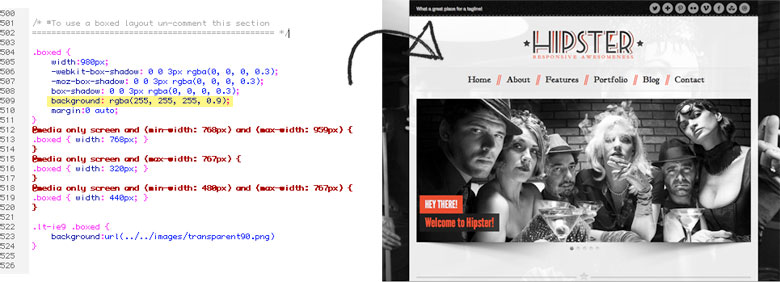 500
501 /* *To use a boxed layout un-comment this section
502 ================================================ */
503
504 .boxed {
505 width:980px;
506 -webkit-box-shadow: 0 0 3px rgba(0, 0, 0, 0.3);
507 -moz-box-shadow: 0 0 3px rgba(0, 0, 0, 0.3);
508 box-shadow: 0 0 3px rgba(0, 0, 0, 0.3);
509 background: rgba(255, 255, 255, 0.9);
510 margin:0 auto;
511 }
512 @media only screen and (min-width: 768px) and (max-width: 959px) {
513 .boxed { width: 768px; }
514 }
515 @media only screen and (max-width: 767px) {
516 .boxed { width: 320px; }
517 }
518 @media only screen and (min-width: 480px) and (max-width: 767px) {
519 .boxed { width: 440px; }
520 }
521
522 .lt-ie9 .boxed {
523 background:url(../../images/transparent90.png)
524 }
525
526
What a great place for a tagline!
HIPSTER
RESPONSIVE AWESOMENESS
Home // About // Features // Portfolio // Blog // Contact
HEY THERE!
Welcome to Hipster!